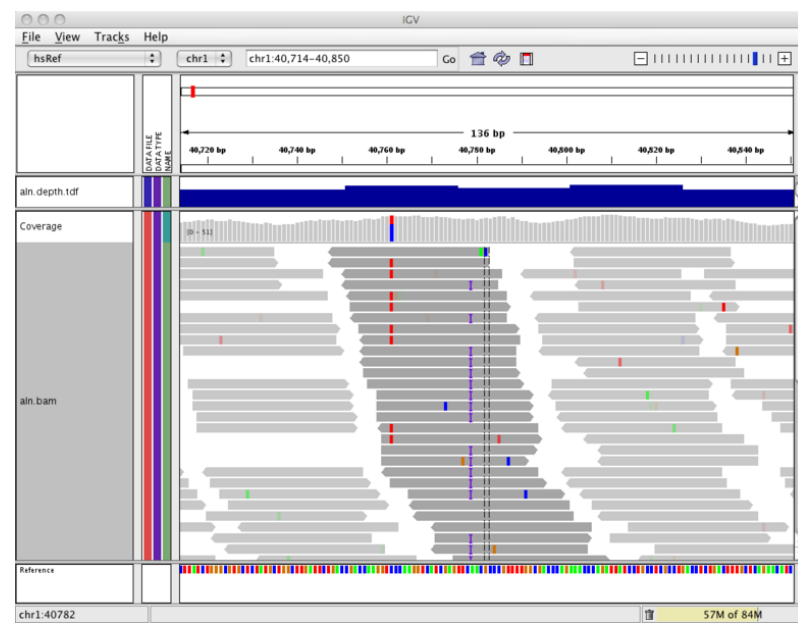 IGV
File View Tracks Help
hsRef chr1 chr1:40,714-40,850 Go
136 bp
40,720 bp 40,740 bp 40,760 bp 40,780 bp 40,800 bp 40,820 bp 40,840 bp
DATA FILE
DATA TYPE
NAME
aln.depth.tdf
Coverage
[0 - 51]
aln.bam
Reference
chr1:40782
57M of 84M